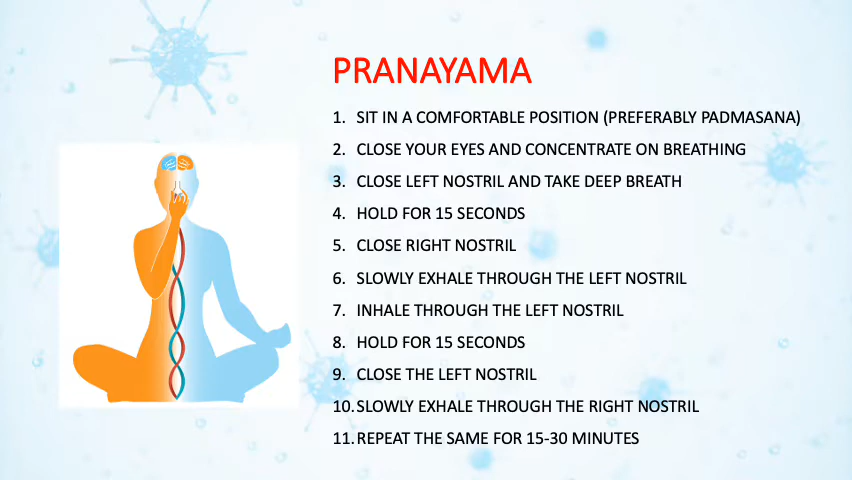 PRANAYAMA
1. SIT IN A COMFORTABLE POSITION (PREFERABLY PADMASANA)
2. CLOSE YOUR EYES AND CONCENTRATE ON BREATHING
3. CLOSE LEFT NOSTRIL AND TAKE DEEP BREATH
4. HOLD FOR 15 SECONDS
5. CLOSE RIGHT NOSTRIL
6. SLOWLY EXHALE THROUGH THE LEFT NOSTRIL
7. INHALE THROUGH THE LEFT NOSTRIL
8. HOLD FOR 15 SECONDS
9. CLOSE THE LEFT NOSTRIL
10. SLOWLY EXHALE THROUGH THE RIGHT NOSTRIL
11. REPEAT THE SAME FOR 15-30 MINUTES